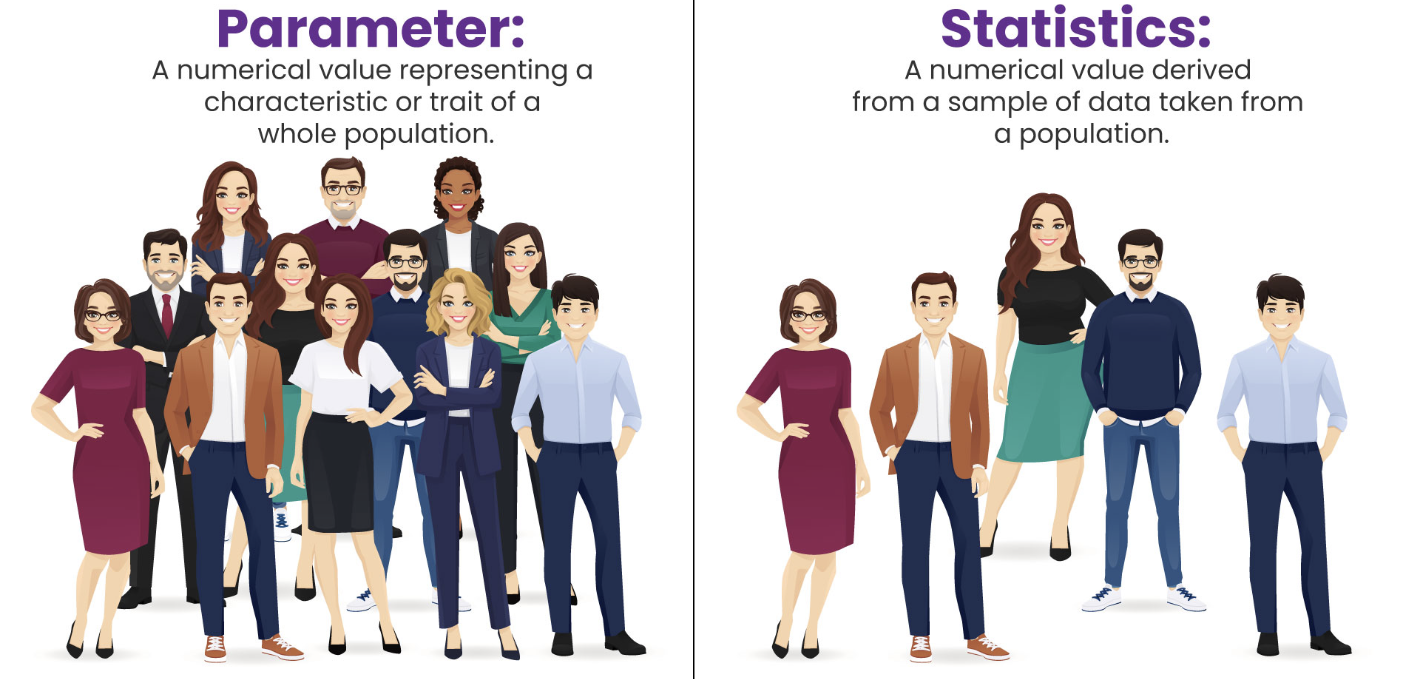 Parameter:
A numerical value representing a
characteristic or trait of a
whole population.
Statistics:
A numerical value derived
from a sample of data taken from
a population.